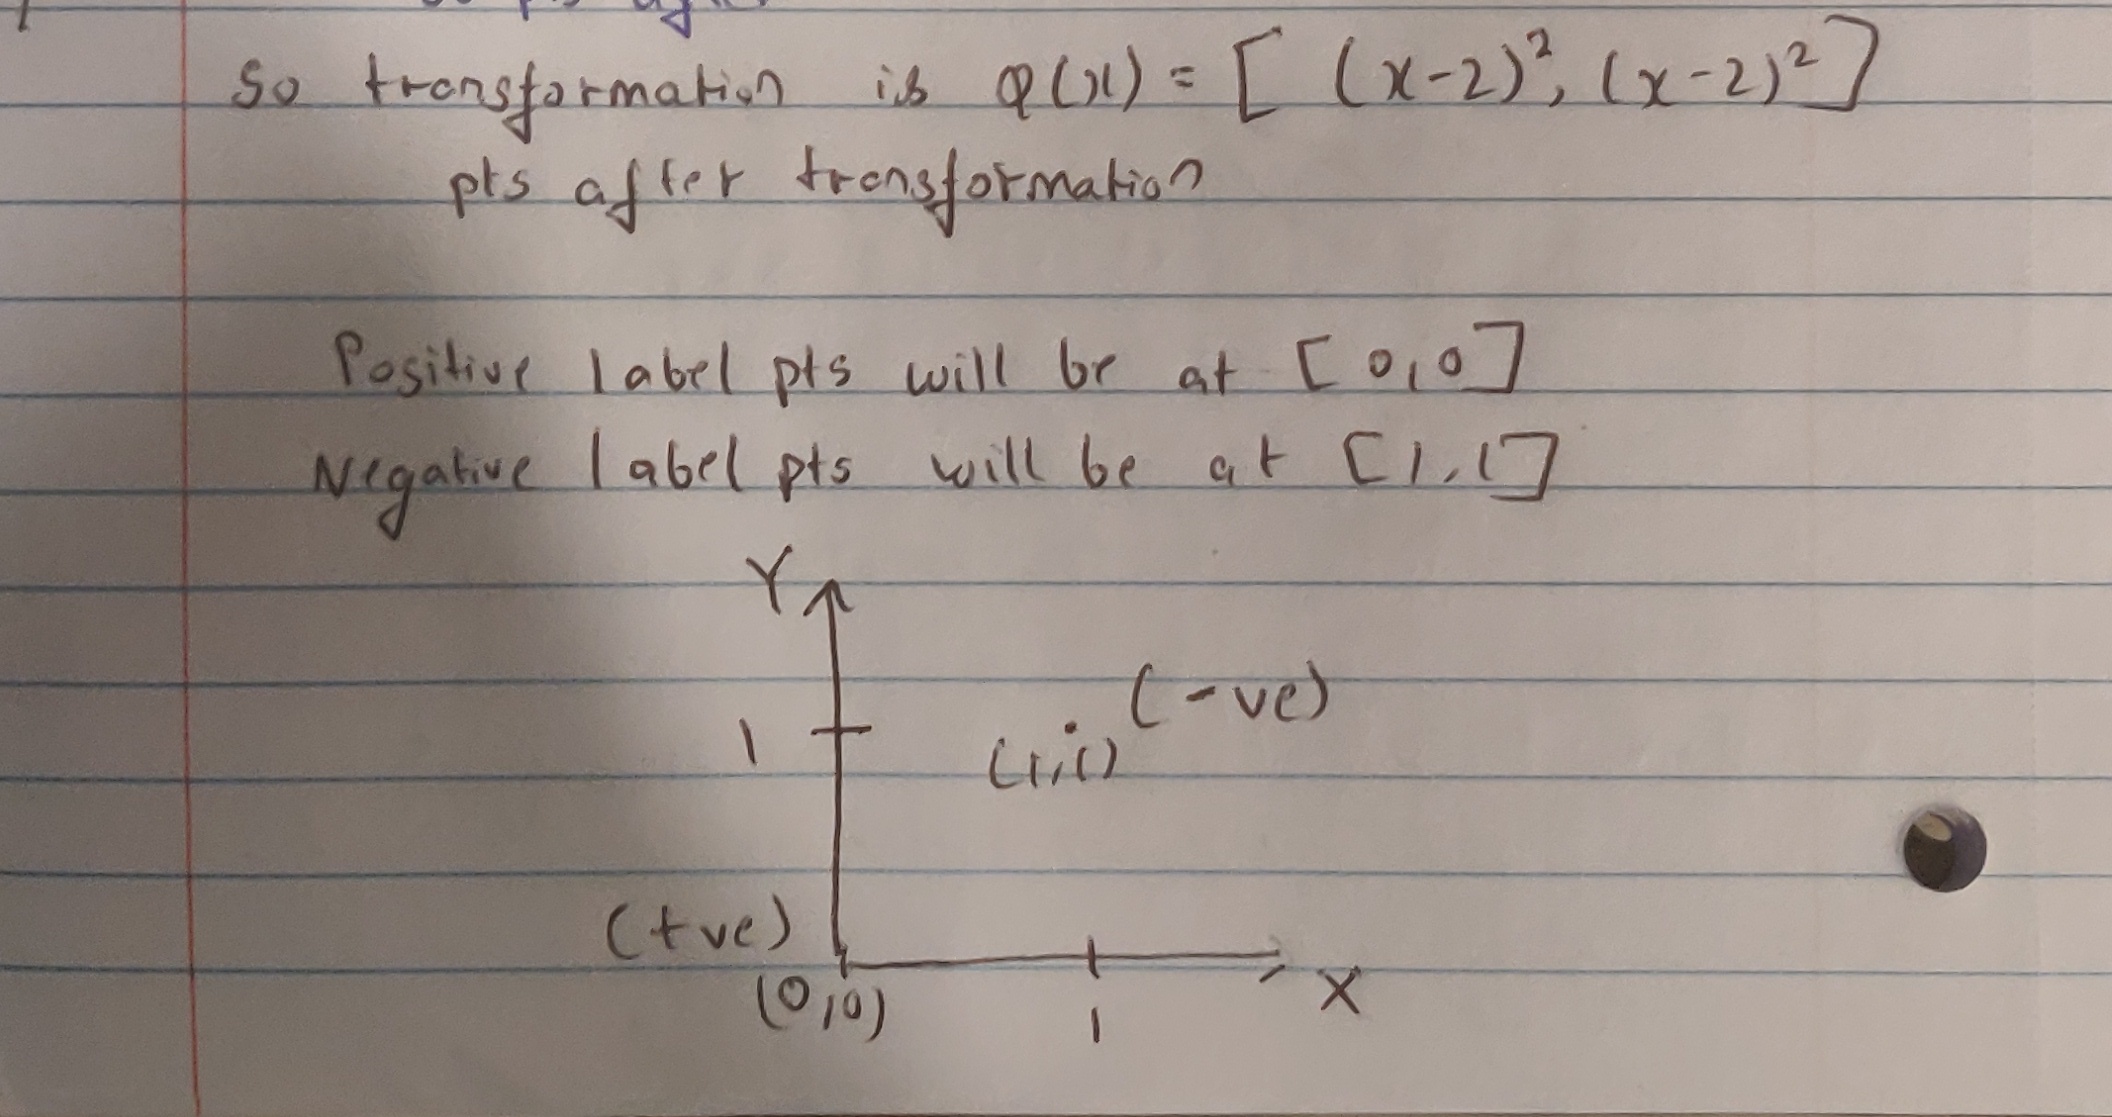 So transformation is φ(x) = [ (x-2)², (x-2)² ]
pts after transformation
Positive label pts will be at [0,0]
Negative label pts will be at [1,1]
Y
(-ve)
1
(1,1)
(+ve)
(0,0)
X
1